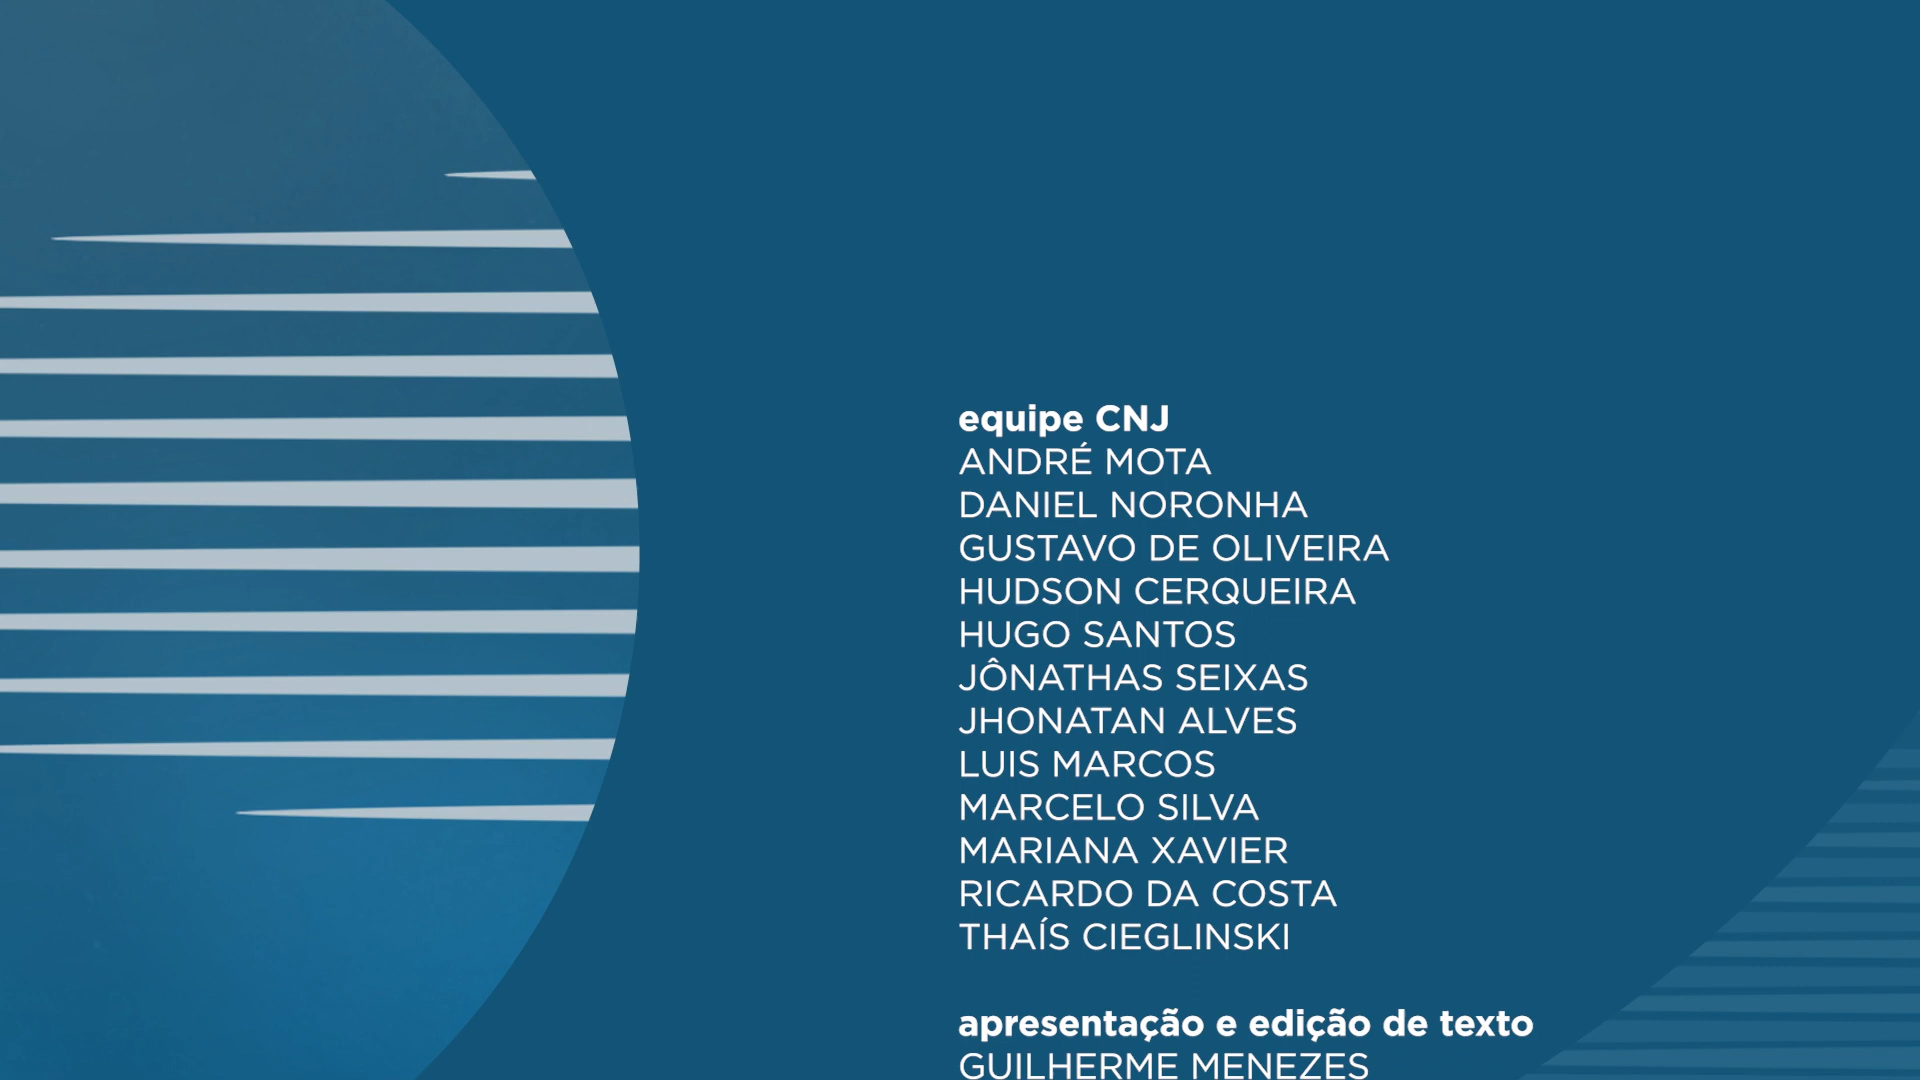 equipe CNJ
ANDRÉ MOTA
DANIEL NORONHA
GUSTAVO DE OLIVEIRA
HUDSON CERQUEIRA
HUGO SANTOS
JÔNATHAS SEIXAS
JHONATAN ALVES
LUIS MARCOS
MARCELO SILVA
MARIANA XAVIER
RICARDO DA COSTA
THAÍS CIEGLINSKI
apresentação e edição de texto
GUILHERME MENEZES